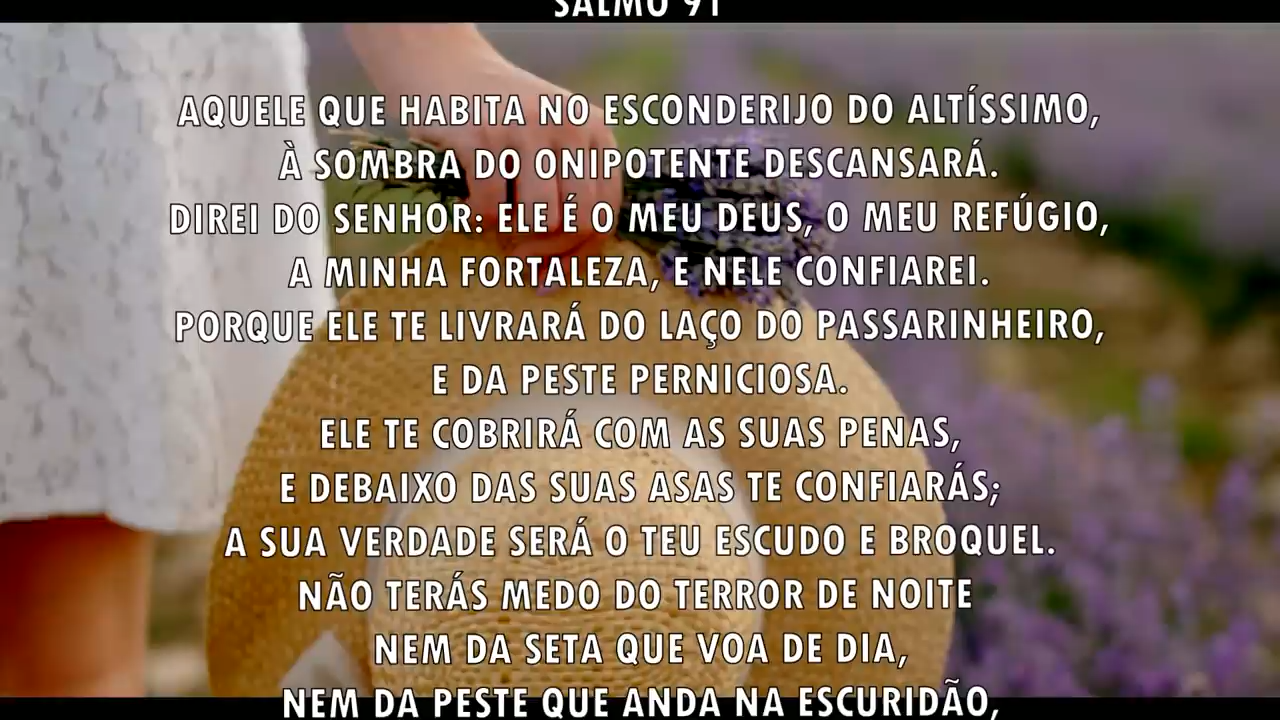 SALMO 91
AQUELE QUE HABITA NO ESCONDERIJO DO ALTÍSSIMO,
À SOMBRA DO ONIPOTENTE DESCANSARÁ.
DIREI DO SENHOR: ELE É O MEU DEUS, O MEU REFÚGIO,
A MINHA FORTALEZA, E NELE CONFIAREI.
PORQUE ELE TE LIVRARÁ DO LAÇO DO PASSARINHEIRO,
E DA PESTE PERNICIOSA.
ELE TE COBRIRÁ COM AS SUAS PENAS,
E DEBAIXO DAS SUAS ASAS TE CONFIARÁS;
A SUA VERDADE SERÁ O TEU ESCUDO E BROQUEL.
NÃO TERÁS MEDO DO TERROR DE NOITE
NEM DA SETA QUE VOA DE DIA,
NEM DA PESTE QUE ANDA NA ESCURIDÃO,